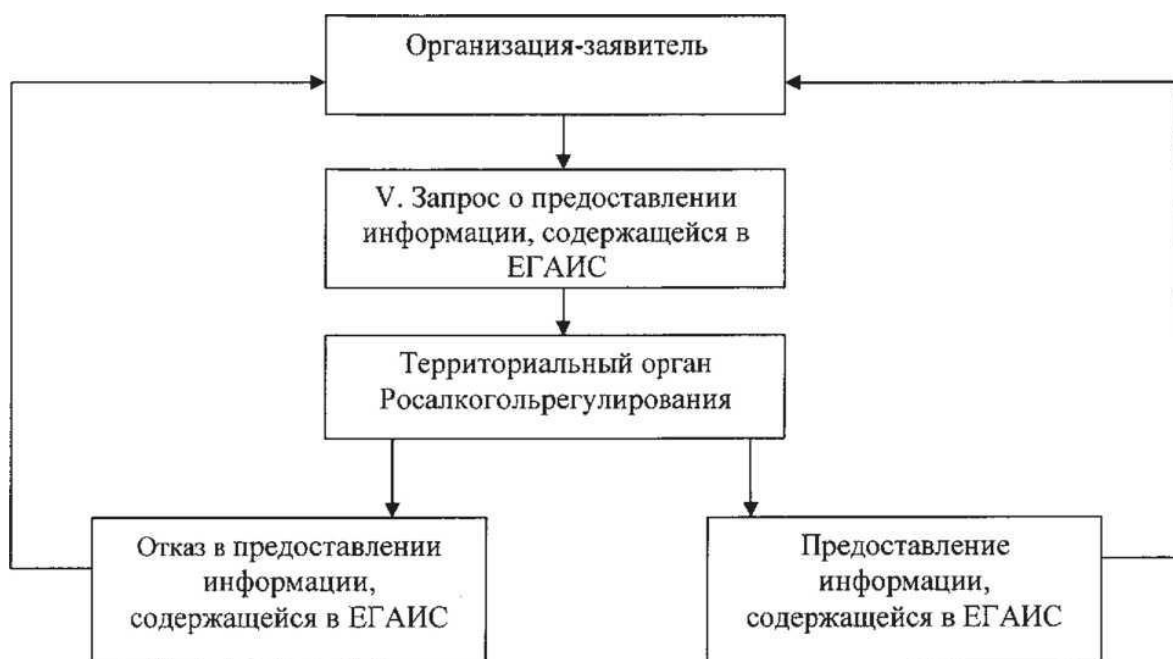 Организация-заявитель
V. Запрос о предоставлении
информации, содержащейся в
ЕГАИС
Территориальный орган
Росалкогольрегулирования
Отказ в предоставлении
информации,
содержащейся в ЕГАИС
Предоставление
информации,
содержащейся в ЕГАИС